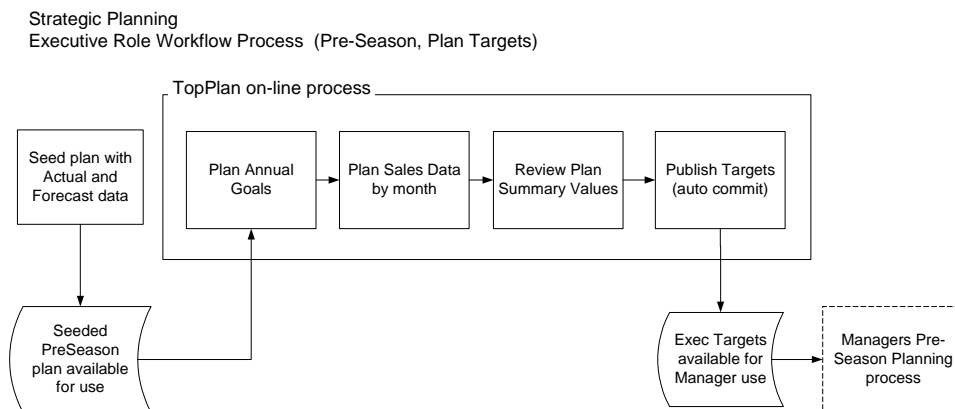 Strategic Planning
Executive Role Workflow Process  (Pre-Season, Plan Targets)
TopPlan on-line process
Seed plan with
Actual and
Forecast data
Plan Annual
Goals
Plan Sales Data
by month
Review Plan
Summary Values
Publish Targets
(auto commit)
Seeded
PreSeason
plan available
for use
Exec Targets
available for
Manager use
Managers Pre-
Season Planning
process